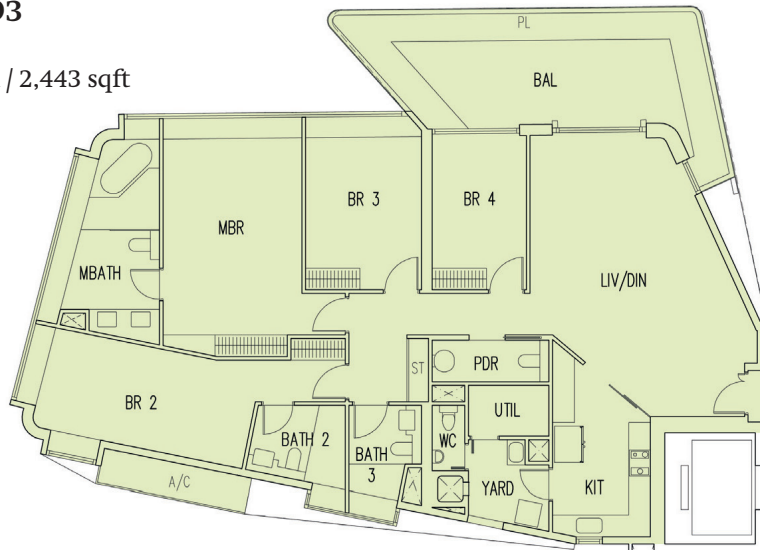 / 2,443 sqft
PL
BAL
BR 3
BR 4
MBR
MBATH
LIV/DIN
PDR
ST
BR 2
UTIL
BATH 2
WC
BATH
3
A/C
YARD
KIT